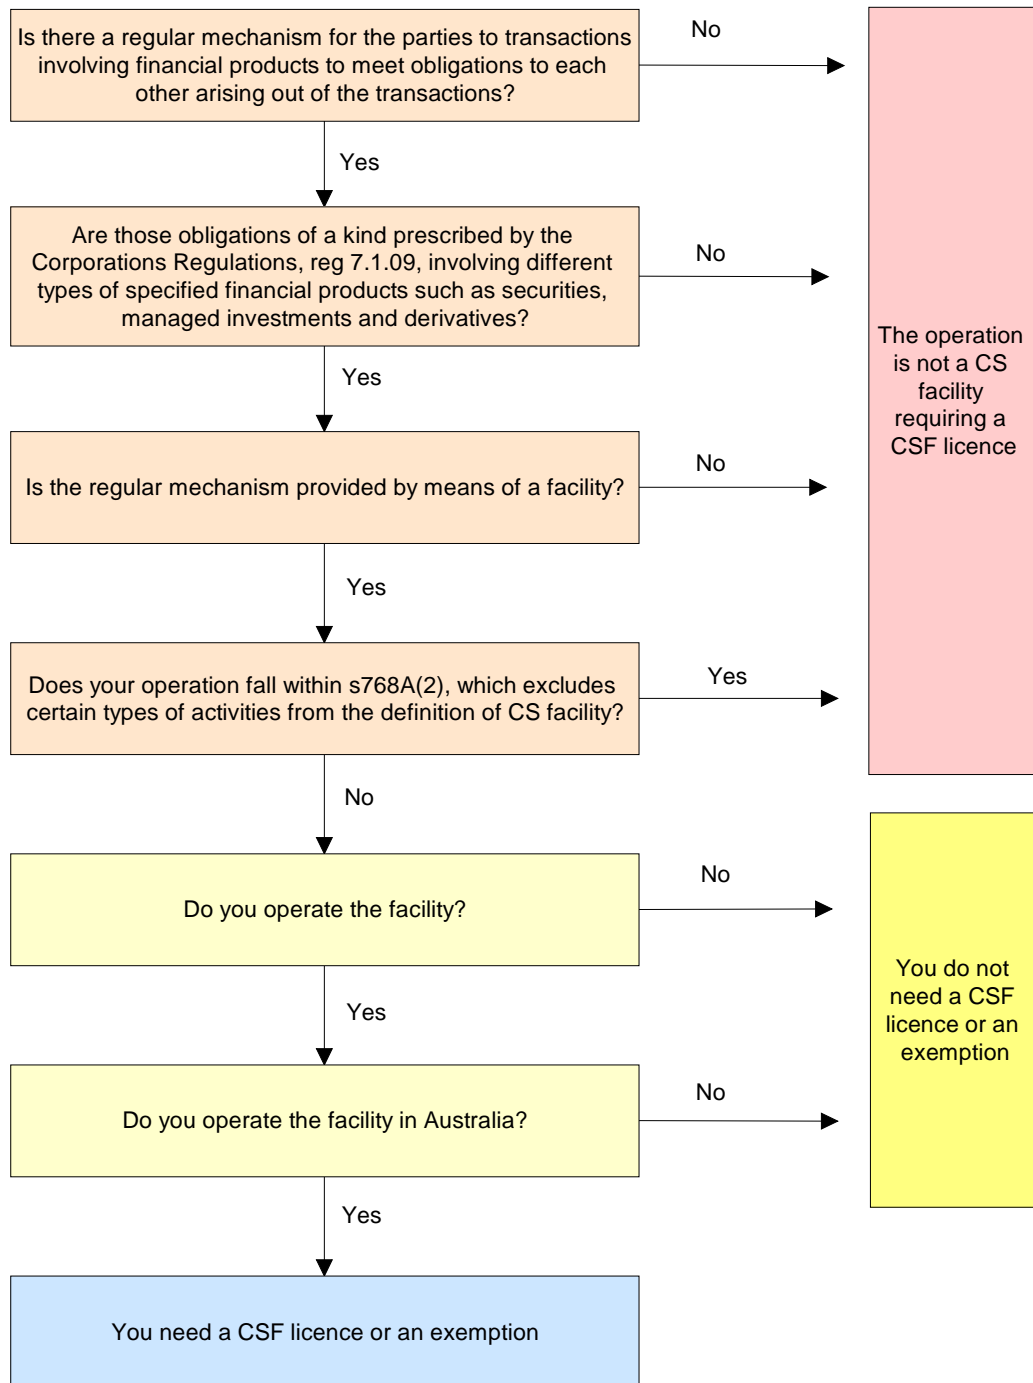 Is there a regular mechanism for the parties to transactions
involving financial products to meet obligations to each
other arising out of the transactions?
No
Yes
Are those obligations of a kind prescribed by the
Corporations Regulations, reg 7.1.09, involving different
types of specified financial products such as securities,
managed investments and derivatives?
No
The operation
is not a CS
facility
requiring a
CSF licence
Yes
Is the regular mechanism provided by means of a facility?
No
Yes
Does your operation fall within s768A(2), which excludes
certain types of activities from the definition of CS facility?
Yes
No
Do you operate the facility?
No
You do not
need a CSF
licence or an
exemption
Yes
Do you operate the facility in Australia?
No
Yes
You need a CSF licence or an exemption